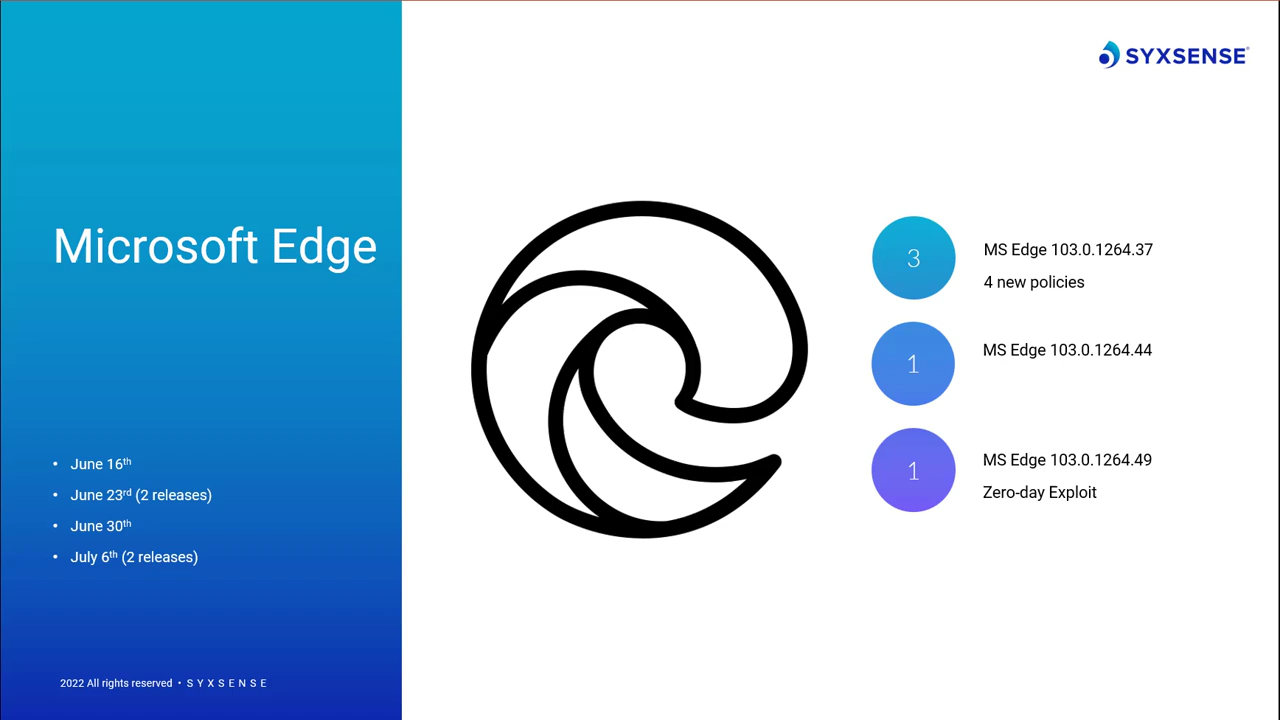 SYXSENSE
Microsoft Edge
• June 16th
• June 23rd (2 releases)
• June 30th
• July 6th (2 releases)
2022 All rights reserved • SYXSENSE
3
MS Edge 103.0.1264.37
4 new policies
1
MS Edge 103.0.1264.44
1
MS Edge 103.0.1264.49
Zero-day Exploit